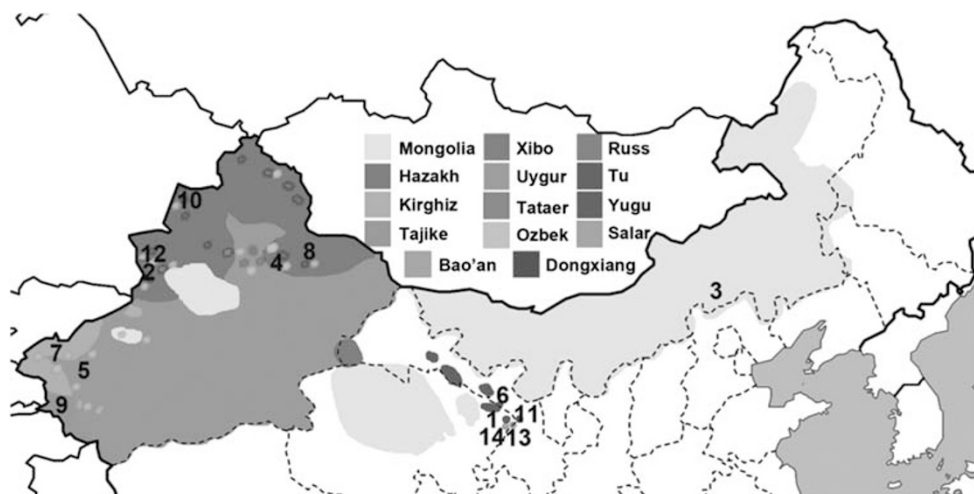 Mongolia Xibo Russ
Hazakh Uygur Tu
Kirghiz Tataer Yugu
Tajike Ozbek Salar
Bao'an Dongxiang
10
12
2
4
8
3
7
5
9
6
1
11
14
13